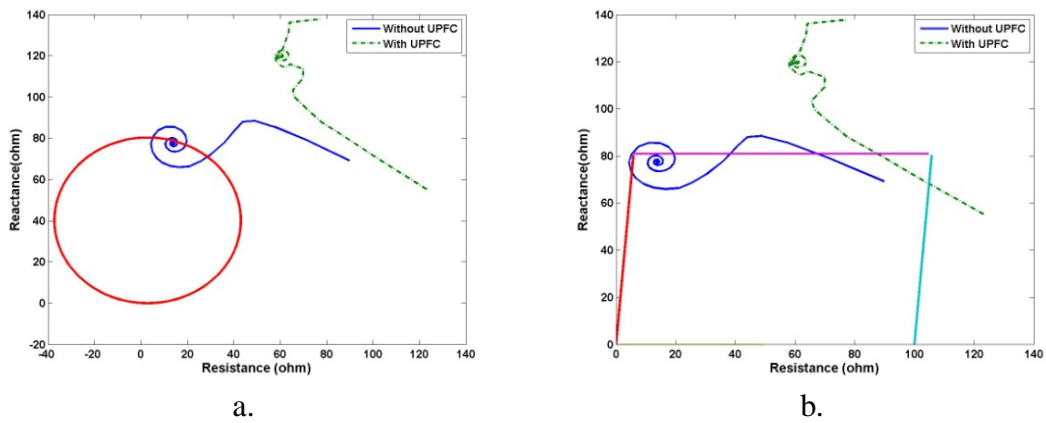 140
120
100
80
60
40
20
0
-20
-40 -20 0 20 40 60 80 100 120 140
Reactance(ohm)
Resistance (ohm)
Without UPFC
With UPFC
a.
140
120
100
80
60
40
20
0
0 20 40 60 80 100 120 140
Reactance(ohm)
Resistance (ohm)
Without UPFC
With UPFC
b.